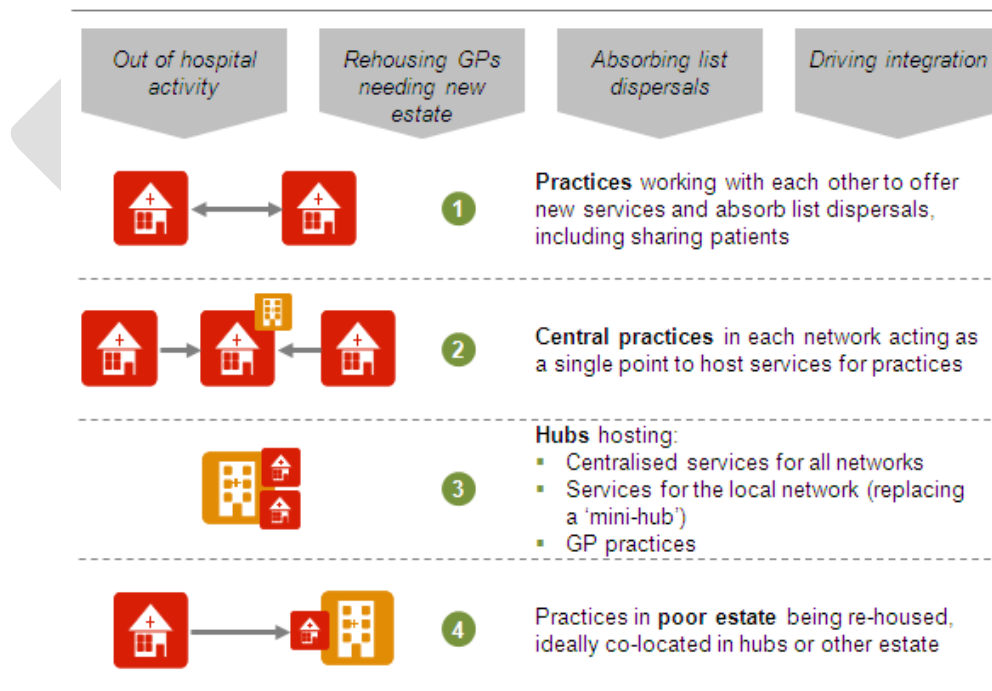 Out of hospital
activity
Rehousing GPs
needing new
estate
Absorbing list
dispersals
Driving integration
1
Practices working with each other to offer
new services and absorb list dispersals,
including sharing patients
2
Central practices in each network acting as
a single point to host services for practices
3
Hubs hosting:
▪ Centralised services for all networks
▪ Services for the local network (replacing
a ‘mini-hub’)
▪ GP practices
4
Practices in poor estate being re-housed,
ideally co-located in hubs or other estate